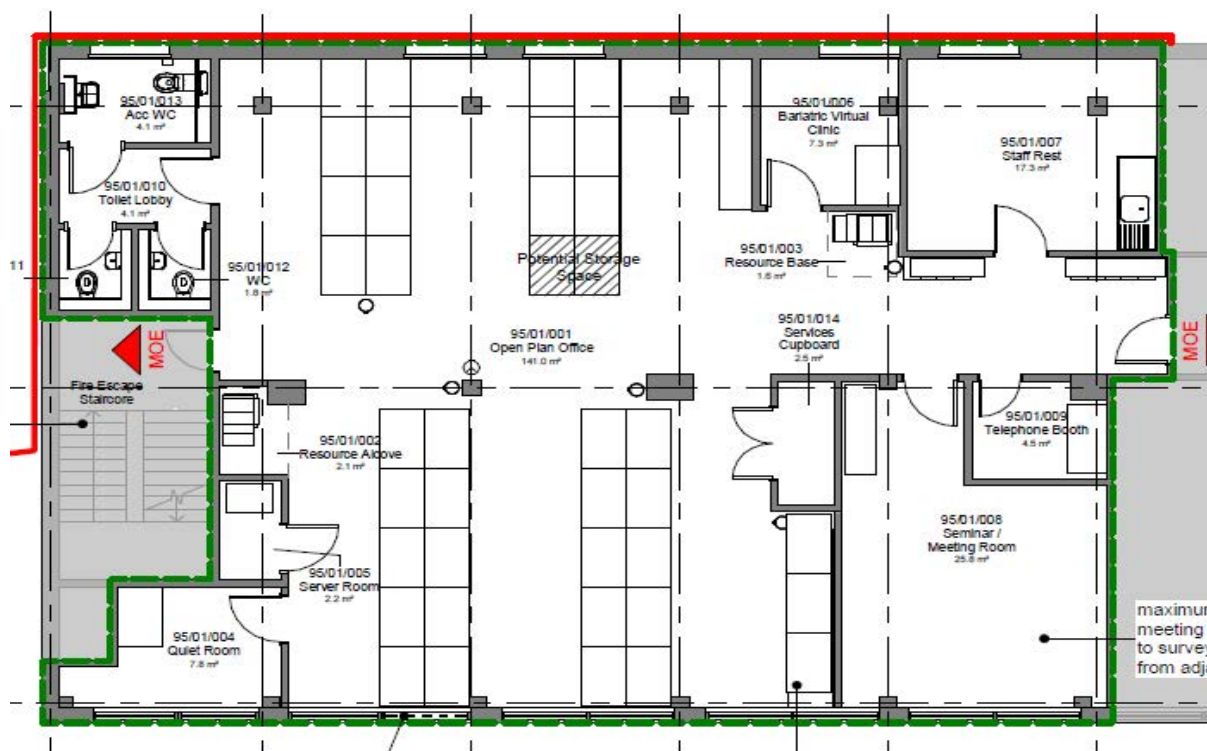 95/01/013
Acc WC
4.1 m²
95/01/010
Toilet Lobby
4.1 m²
11
95/01/012
WC
1.8 m²
MOE
Fire Escape
Staircore
95/01/006
Bariatric Virtual
Clinic
7.3 m²
95/01/007
Staff Rest
17.3 m²
95/01/003
Resource Base
1.6 m²
Potential Storage
Space
95/01/001
Open Plan Office
141.0 m²
95/01/014
Services
Cupboard
2.5 m²
MOE
95/01/002
Resource Alcove
2.1 m²
95/01/009
Telephone Booth
4.5 m²
95/01/005
Server Room
2.2 m²
95/01/004
Quiet Room
7.8 m²
95/01/008
Seminar /
Meeting Room
25.8 m²
maximum
meeting
to survey
from adja